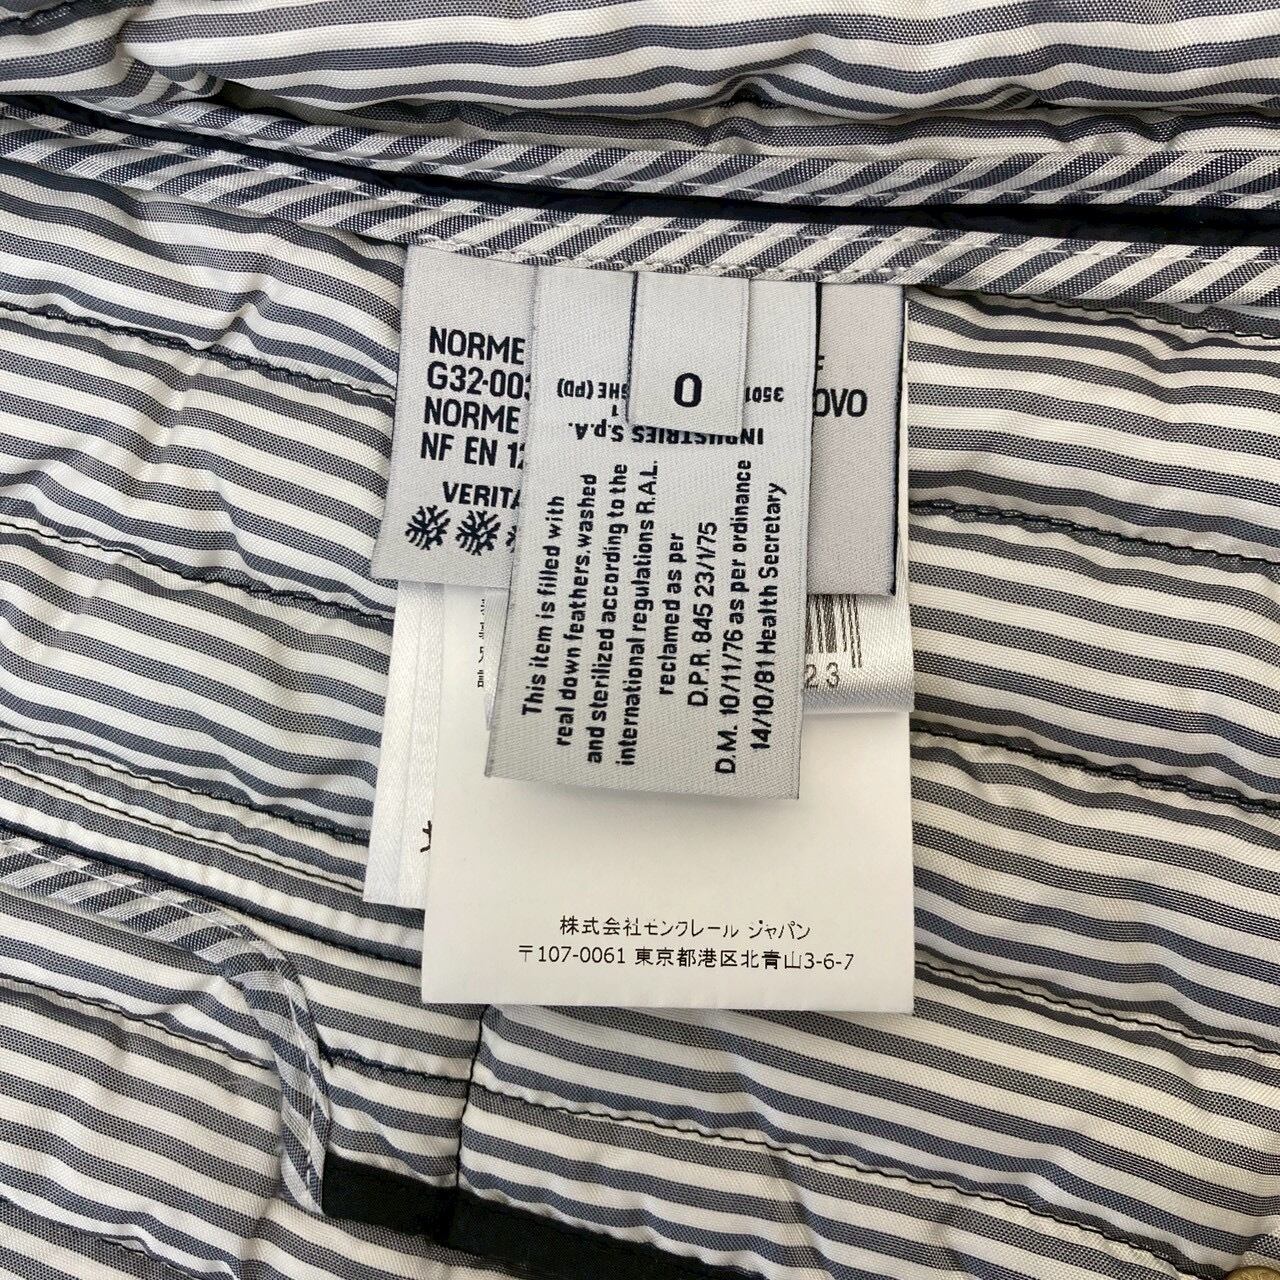 NORME
G32-003
NORME
NF EN 12
0
3501
INDUSTRIES S.p.A.
OVO
This item is filled with
real down feathers.washed
and sterilized according to the
international regulations R.A.L.
reclamed as per
D.P.R. 845 23/1/75
D.M. 10/11/76 as per ordinance
14/10/81 Health Secretary
23
株式会社モンクレール ジャパン
〒107-0061 東京都港区北青山3-6-7